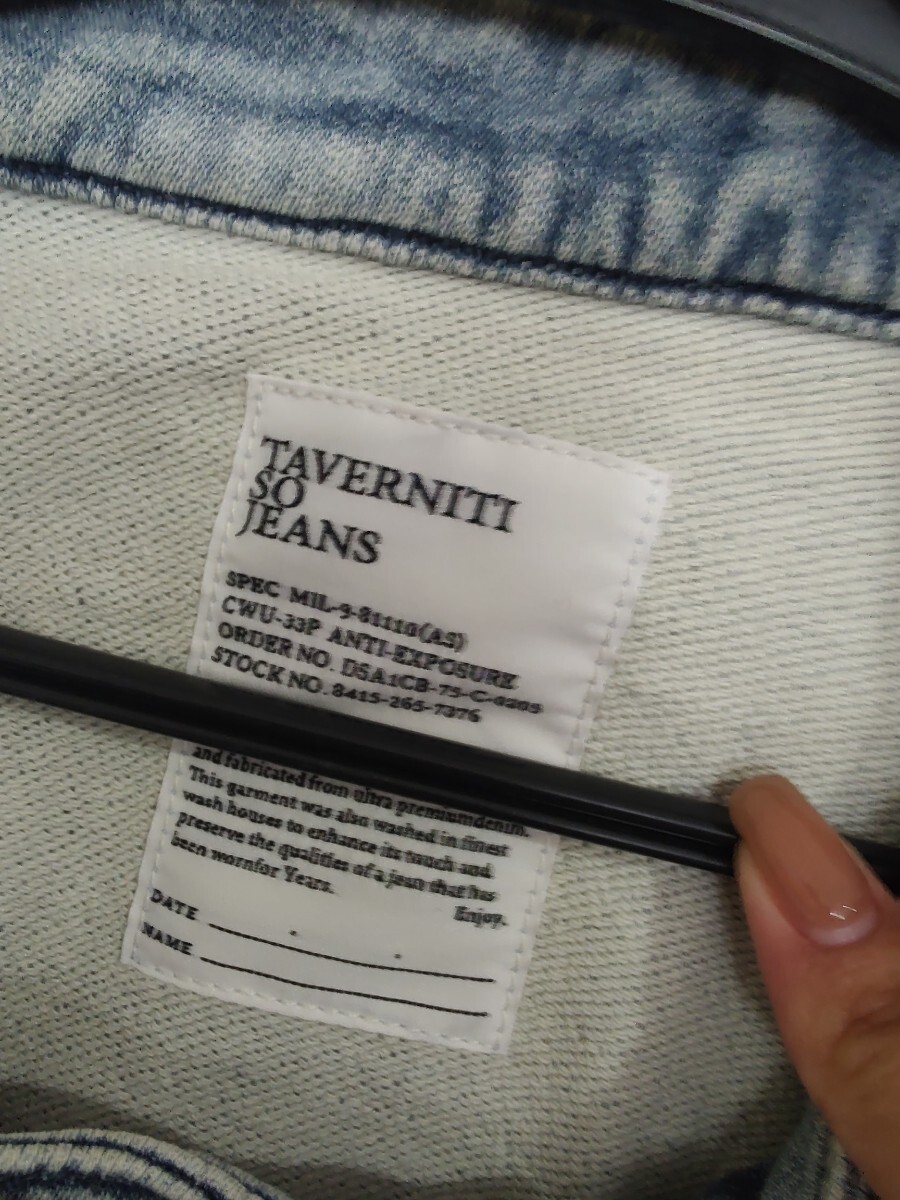 TAVERNITI
SO
JEANS
SPEC MIL-9-81110(AS)
CWU-33P ANTI-EXPOSURE
ORDER NO. DSA1CB-75-C-0205
STOCK NO. 8415-265-7376
and fabricated from ultra premiumdenim.
This garment was also washed in finest
wash houses to enhance its touch and
preserve the qualities of a jean that has
been wornfor Years.
Enjoy.
DATE
NAME